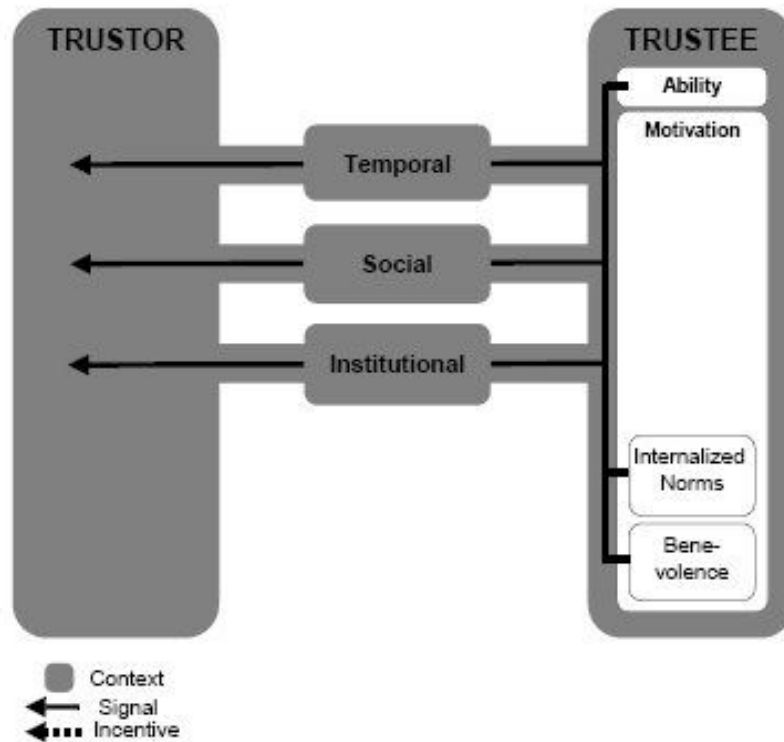 TRUSTOR
TRUSTEE
Ability
Motivation
Temporal
Social
Institutional
Internalized
Norms
Bene-
volence
Context
Signal
Incentive